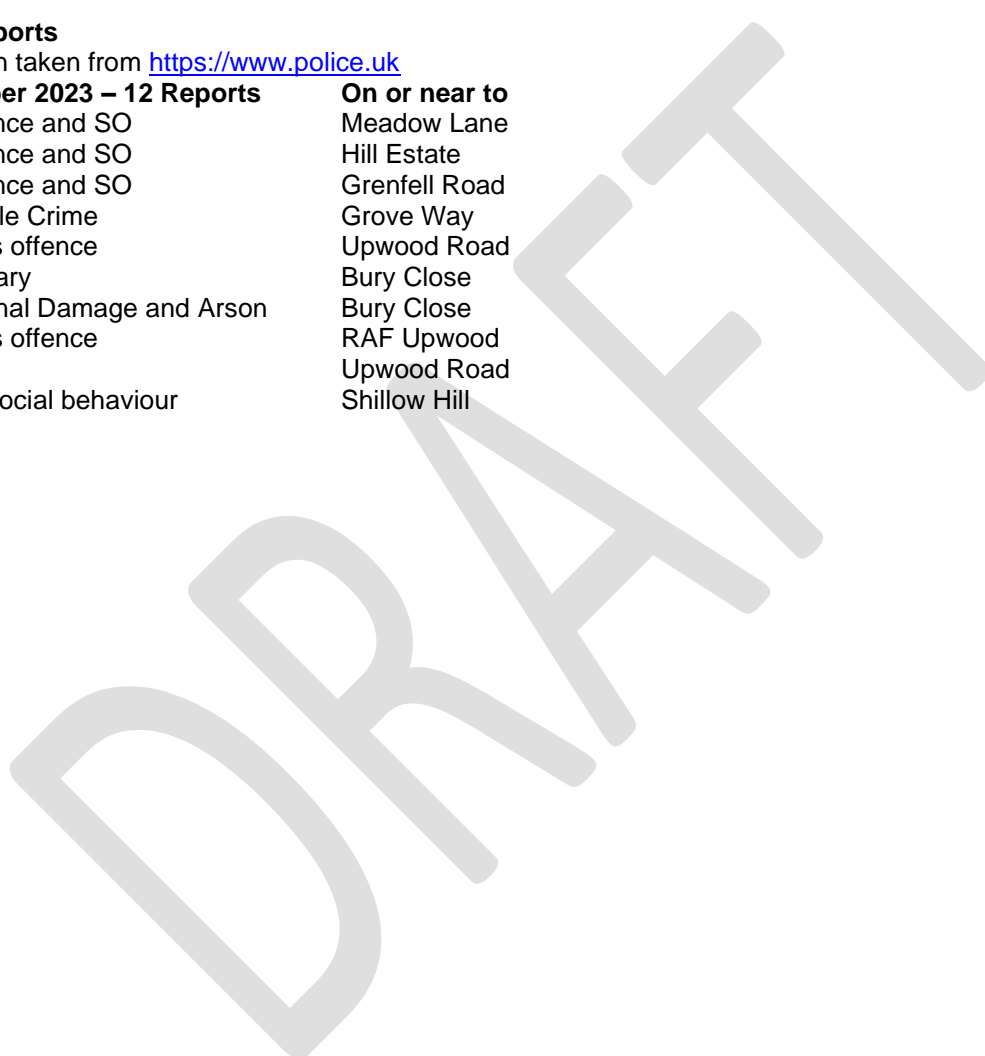 ports
n taken from https://www.police.uk
ber 2023 – 12 Reports On or near to
nce and SO Meadow Lane
nce and SO Hill Estate
nce and SO Grenfell Road
le Crime Grove Way
s offence Upwood Road
ary Bury Close
nal Damage and Arson Bury Close
s offence RAF Upwood
Upwood Road
ocial behaviour Shillow Hill
DRAFT